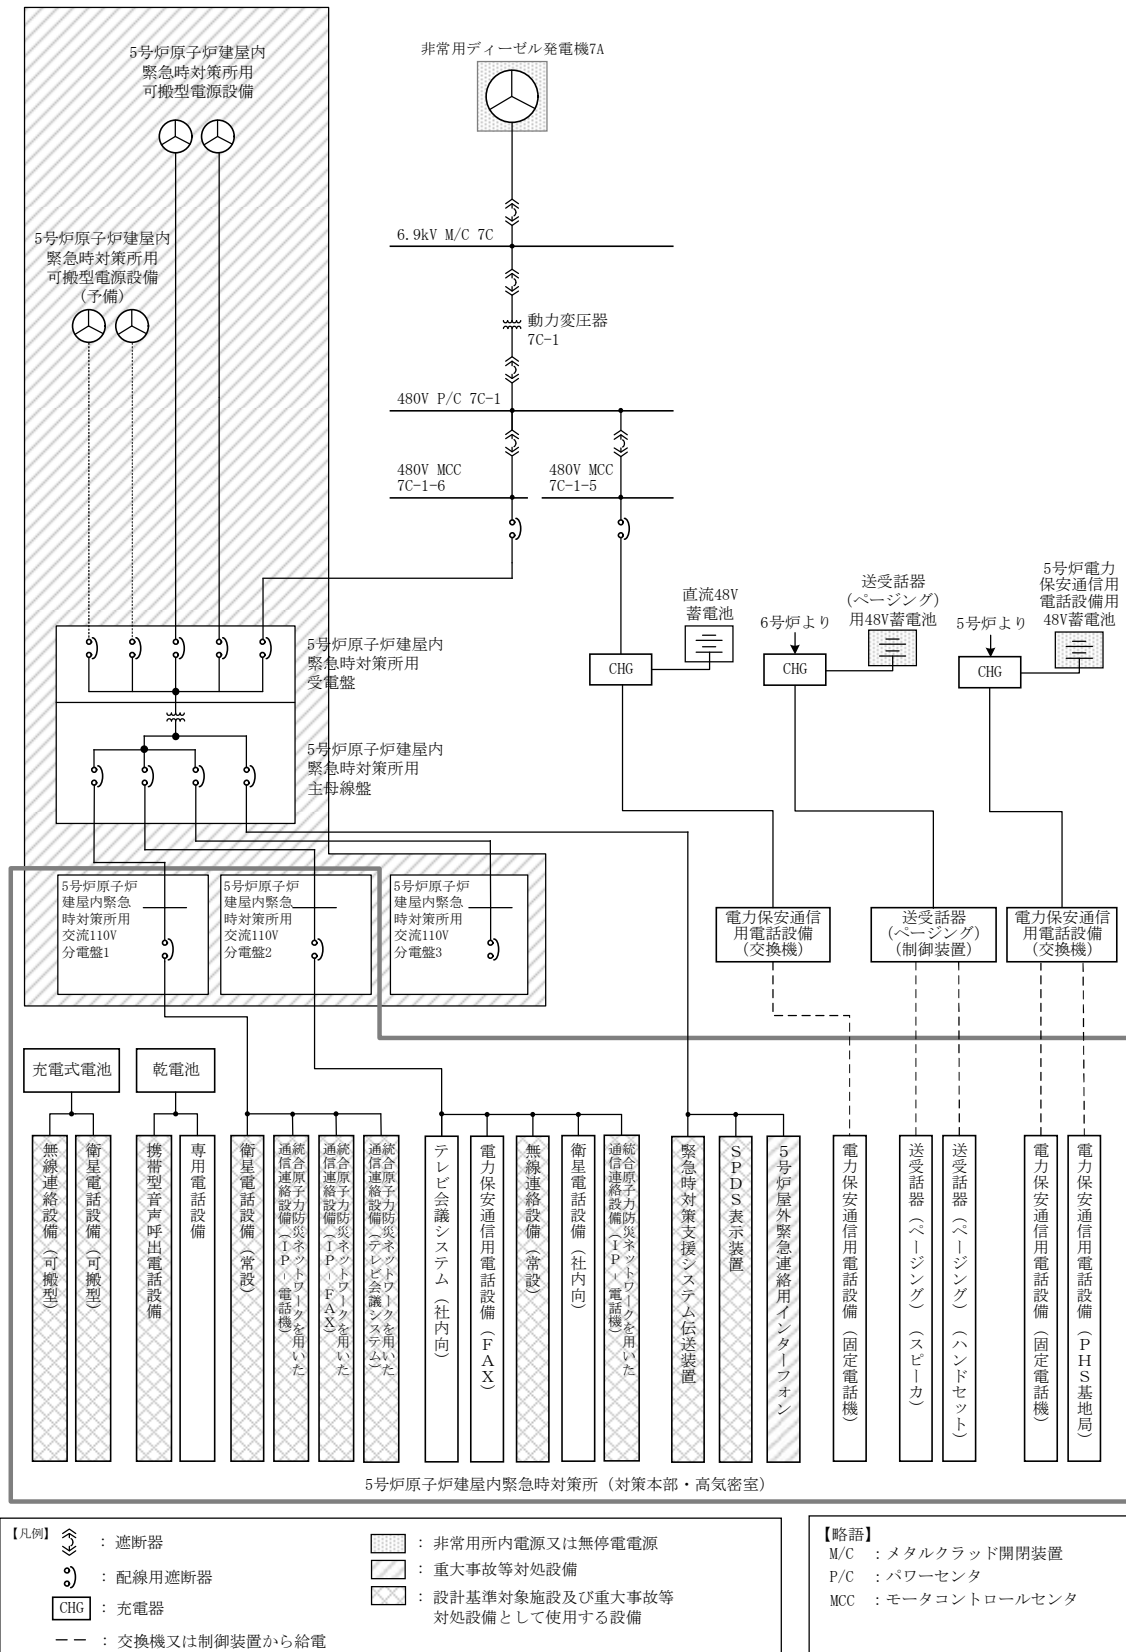 5号炉原子炉建屋内
緊急時対策所用
可搬型電源設備
非常用ディーゼル発電機7A
5号炉原子炉建屋内
緊急時対策所用
可搬型電源設備
(予備)
6.9kV M/C 7C
動力変圧器
7C-1
480V P/C 7C-1
480V MCC
7C-1-6
480V MCC
7C-1-5
直流48V
蓄電池
6号炉より
送受話器
(ページング)
用48V蓄電池
5号炉より
5号炉電力
保安通信用
電話設備用
48V蓄電池
CHG
CHG
CHG
5号炉原子炉建屋内
緊急時対策所用
受電盤
5号炉原子炉建屋内
緊急時対策所用
主母線盤
5号炉原子炉
建屋内緊急
時対策所用
交流110V
分電盤1
5号炉原子炉
建屋内緊急
時対策所用
交流110V
分電盤2
5号炉原子炉
建屋内緊急
時対策所用
交流110V
分電盤3
電力保安通信
用電話設備
(交換機)
送受話器
(ページング)
(制御装置)
電力保安通信
用電話設備
(交換機)
充電式電池
乾電池
無線連絡設備(可搬型)
衛星電話設備(可搬型)
携帯型音声呼出電話設備
専用電話設備
衛星電話設備(常設)
統合原子力防災ネットワークを用いた
通信連絡設備(IP-電話機)
統合原子力防災ネットワークを用いた
通信連絡設備(IP-FAX)
統合原子力防災ネットワークを用いた
通信連絡設備(テレビ会議システム)
テレビ会議システム(社内向)
電力保安通信用電話設備(FAX)
無線連絡設備(常設)
衛星電話設備(社内向)
統合原子力防災ネットワークを用いた
通信連絡設備(IP-電話機)
緊急時対策支援システム伝送装置
SPDS表示装置
5号炉屋外緊急連絡用インターフォン
電力保安通信用電話設備(固定電話機)
送受話器(ページング)(スピーカ)
送受話器(ページング)(ハンドセット)
電力保安通信用電話設備(固定電話機)
電力保安通信用電話設備(PHS基地局)
5号炉原子炉建屋内緊急時対策所(対策本部・高気密室)
【凡例】
:遮断器
:配線用遮断器
CHG :充電器
:交換機又は制御装置から給電
:非常用所内電源又は無停電電源
:重大事故等対処設備
:設計基準対象施設及び重大事故等
対処設備として使用する設備
【略語】
M/C :メタルクラッド開閉装置
P/C :パワーセンタ
MCC :モータコントロールセンタ